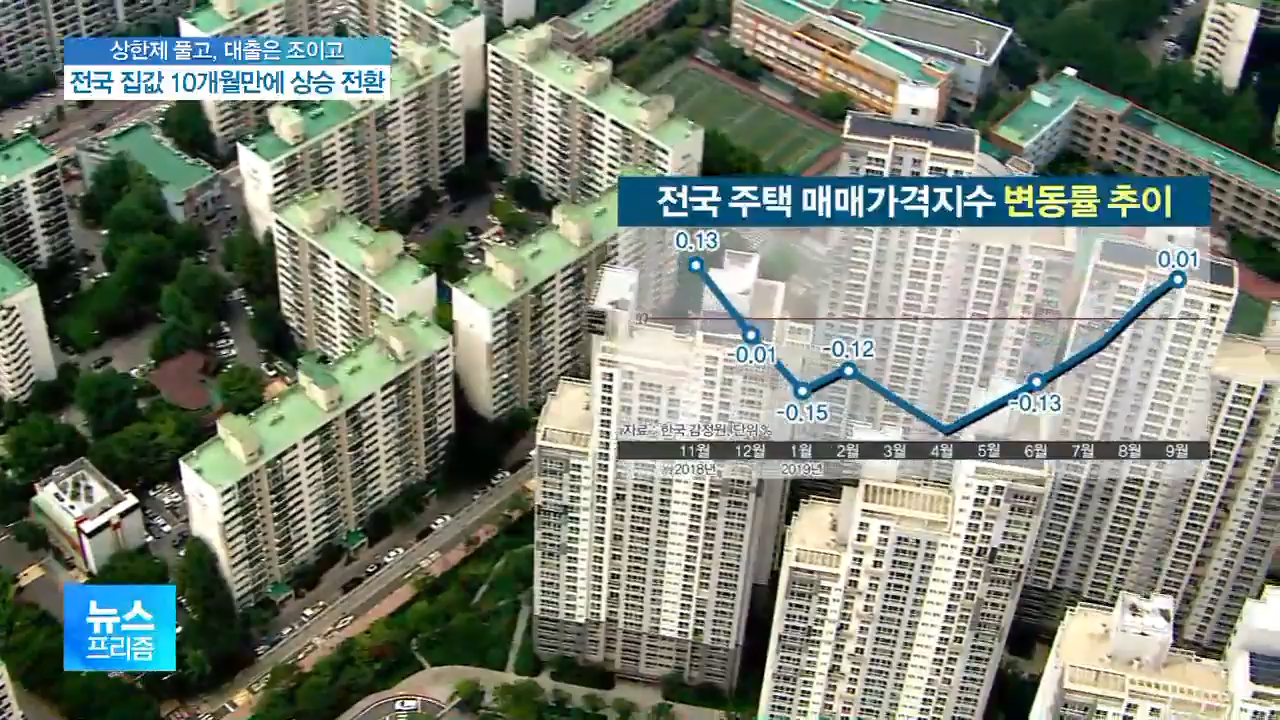 상한제 풀고, 대출은 조이고
전국 집값 10개월만에 상승 전환
전국 주택 매매가격지수 변동률 추이
0.13
0.01
0
-0.01
-0.12
-0.15
-0.13
자료 : 한국 감정원, 단위 %
11월 12월 1월 2월 3월 4월 5월 6월 7월 8월 9월
2018년 2019년
뉴스
프리즘